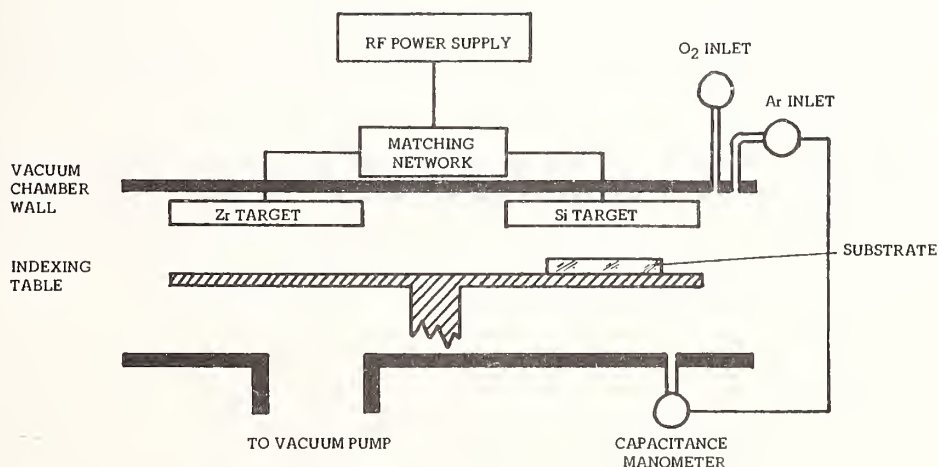 RF POWER SUPPLY
O₂ INLET
Ar INLET
MATCHING
NETWORK
VACUUM
CHAMBER
WALL
Zr TARGET
Si TARGET
SUBSTRATE
INDEXING
TABLE
TO VACUUM PUMP
CAPACITANCE
MANOMETER